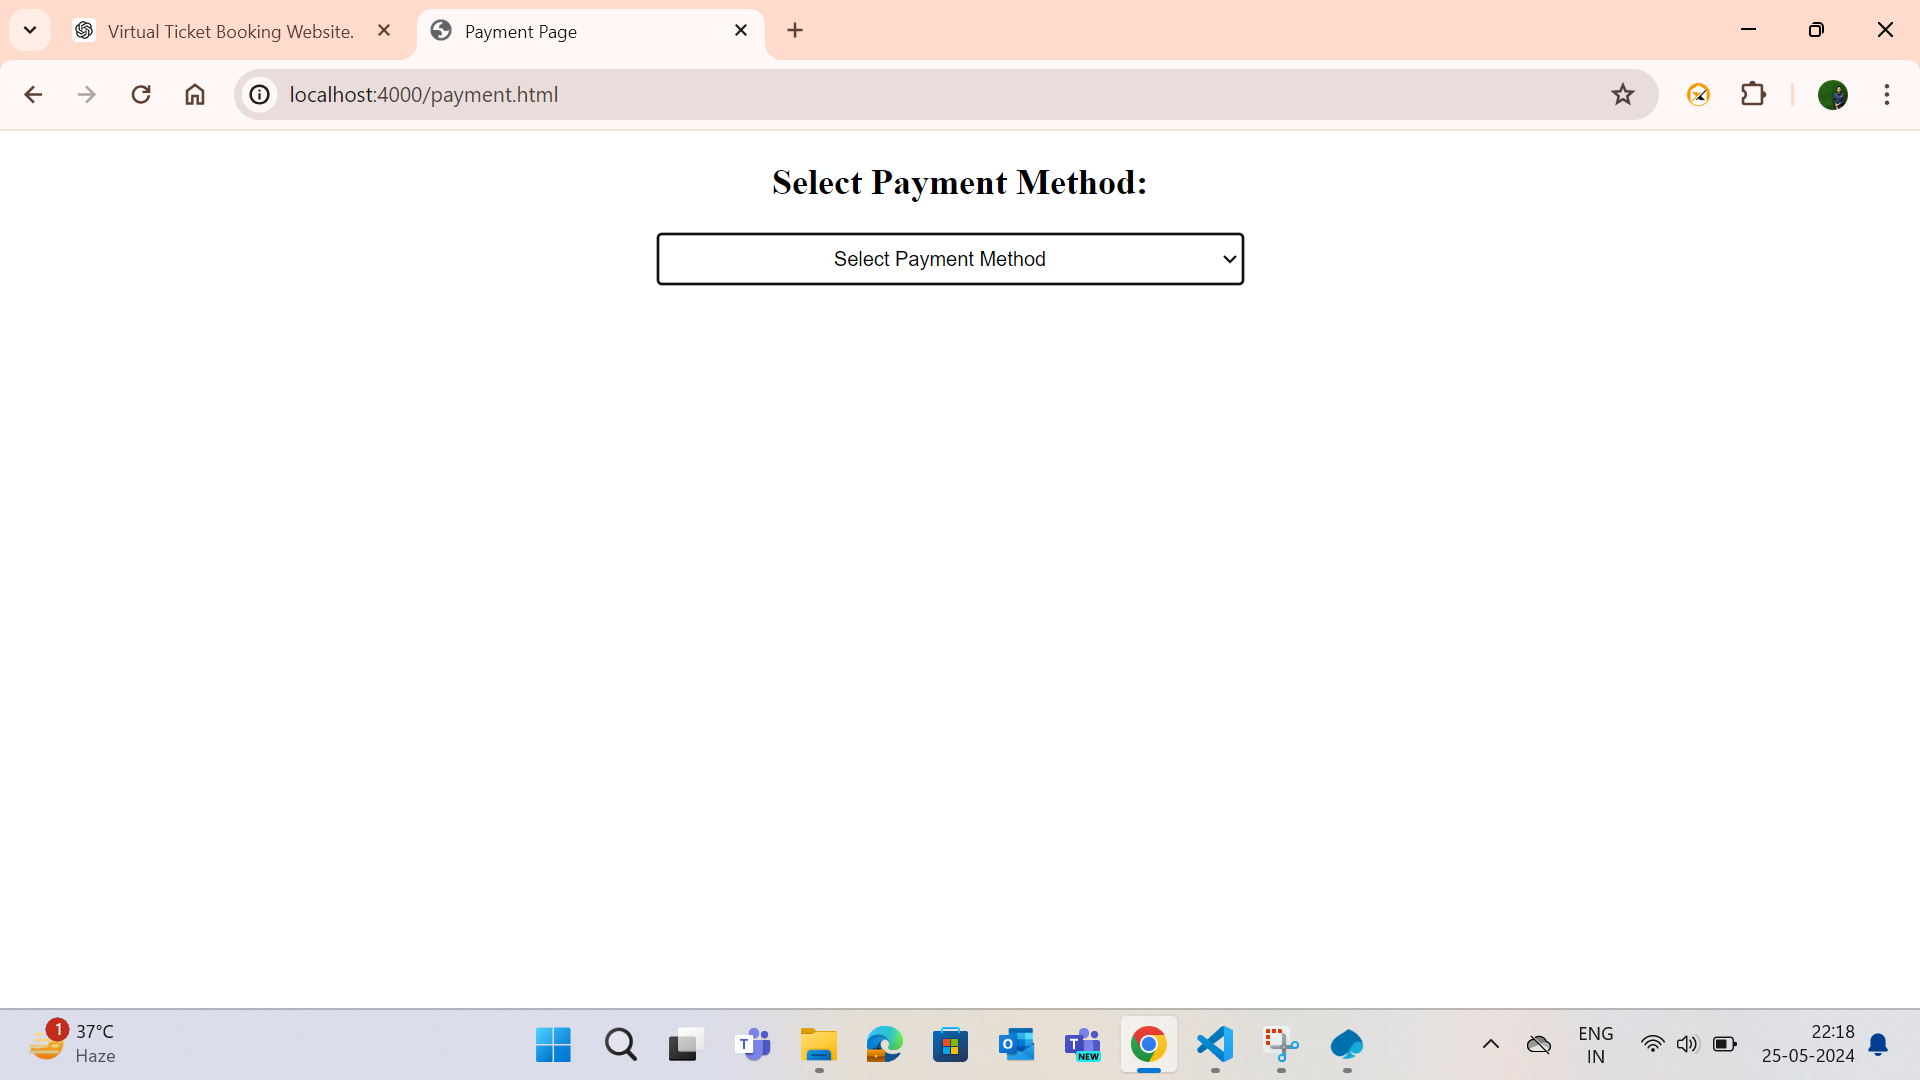 Virtual Ticket Booking Website.
Payment Page
localhost:4000/payment.html
Select Payment Method:
Select Payment Method
1
37°C
Haze
T
O
T
NEW
ENG
IN
22:18
25-05-2024